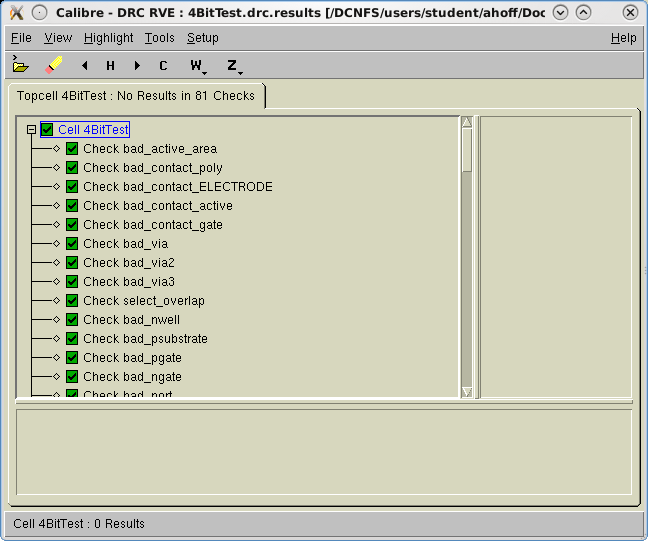 Calibre - DRC RVE : 4BitTest.drc.results [/DCNFS/users/student/ahoff/Doc
File View Highlight Tools Setup Help
H C W Z
Topcell 4BitTest : No Results in 81 Checks
Cell 4BitTest
Check bad_active_area
Check bad_contact_poly
Check bad_contact_ELECTRODE
Check bad_contact_active
Check bad_contact_gate
Check bad_via
Check bad_via2
Check bad_via3
Check select_overlap
Check bad_nwell
Check bad_psubstrate
Check bad_pgate
Check bad_ngate
Check
Cell 4BitTest : 0 Results